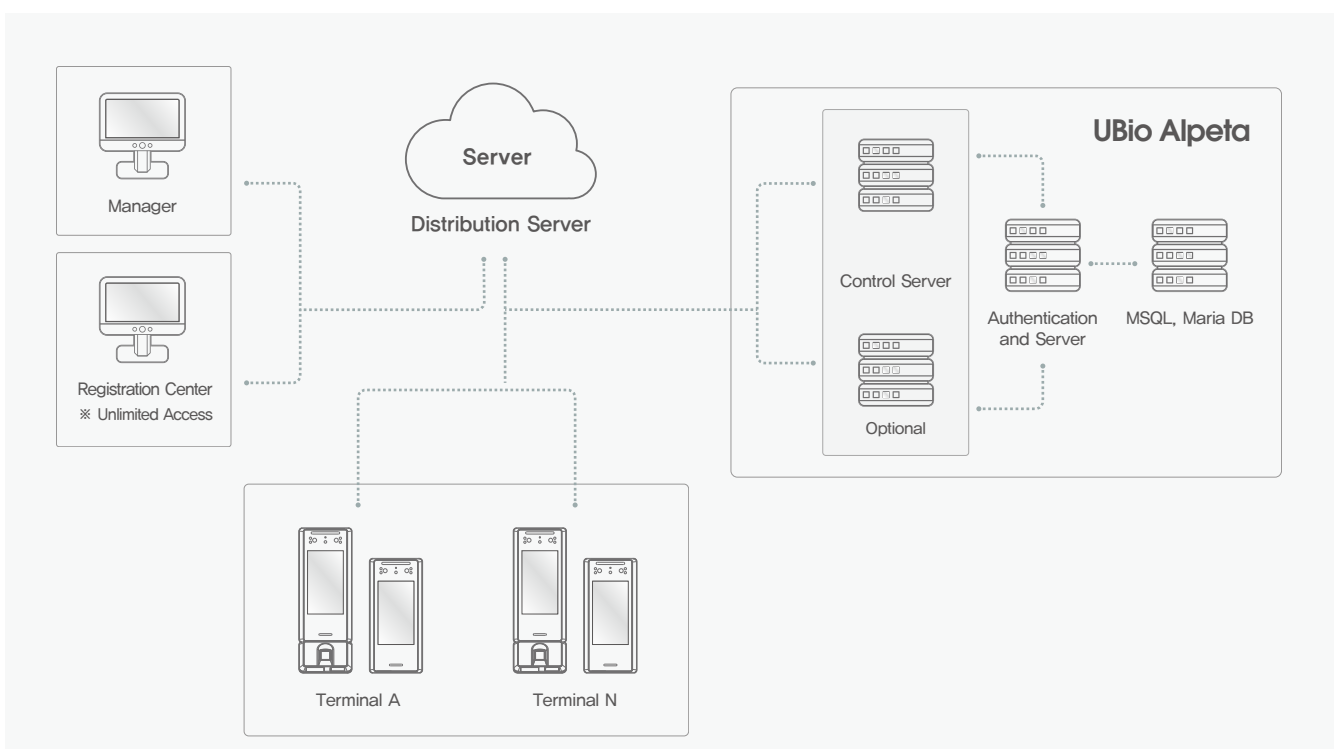 Manager
Registration Center
※ Unlimited Access
Server
Distribution Server
UBio Alpeta
Control Server
Optional
Authentication
and Server
MSQL, Maria DB
Terminal A
Terminal N